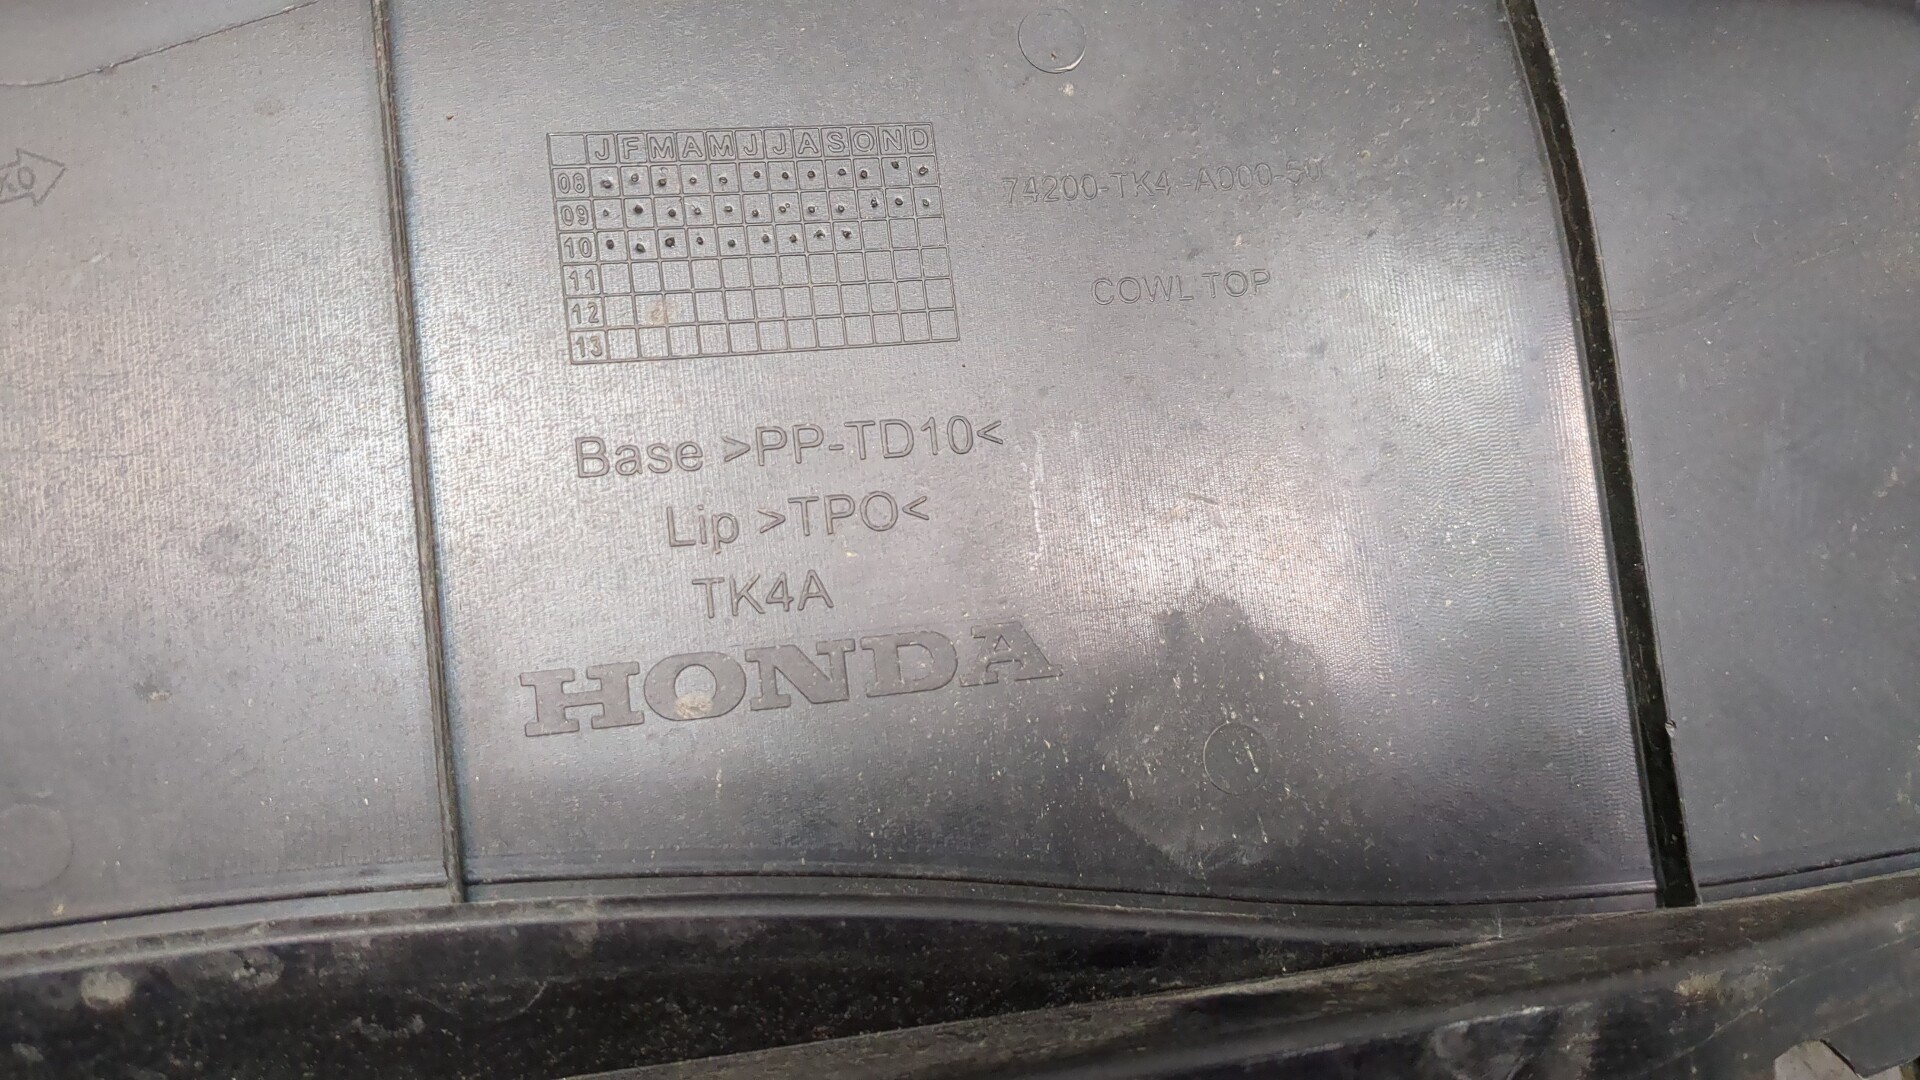 J F M A M J J A S O N D
08
09
10
11
12
13
74200-TK4-A000-50
COWL TOP
Base >PP-TD10<
Lip >TPO<
TK4A
HONDA